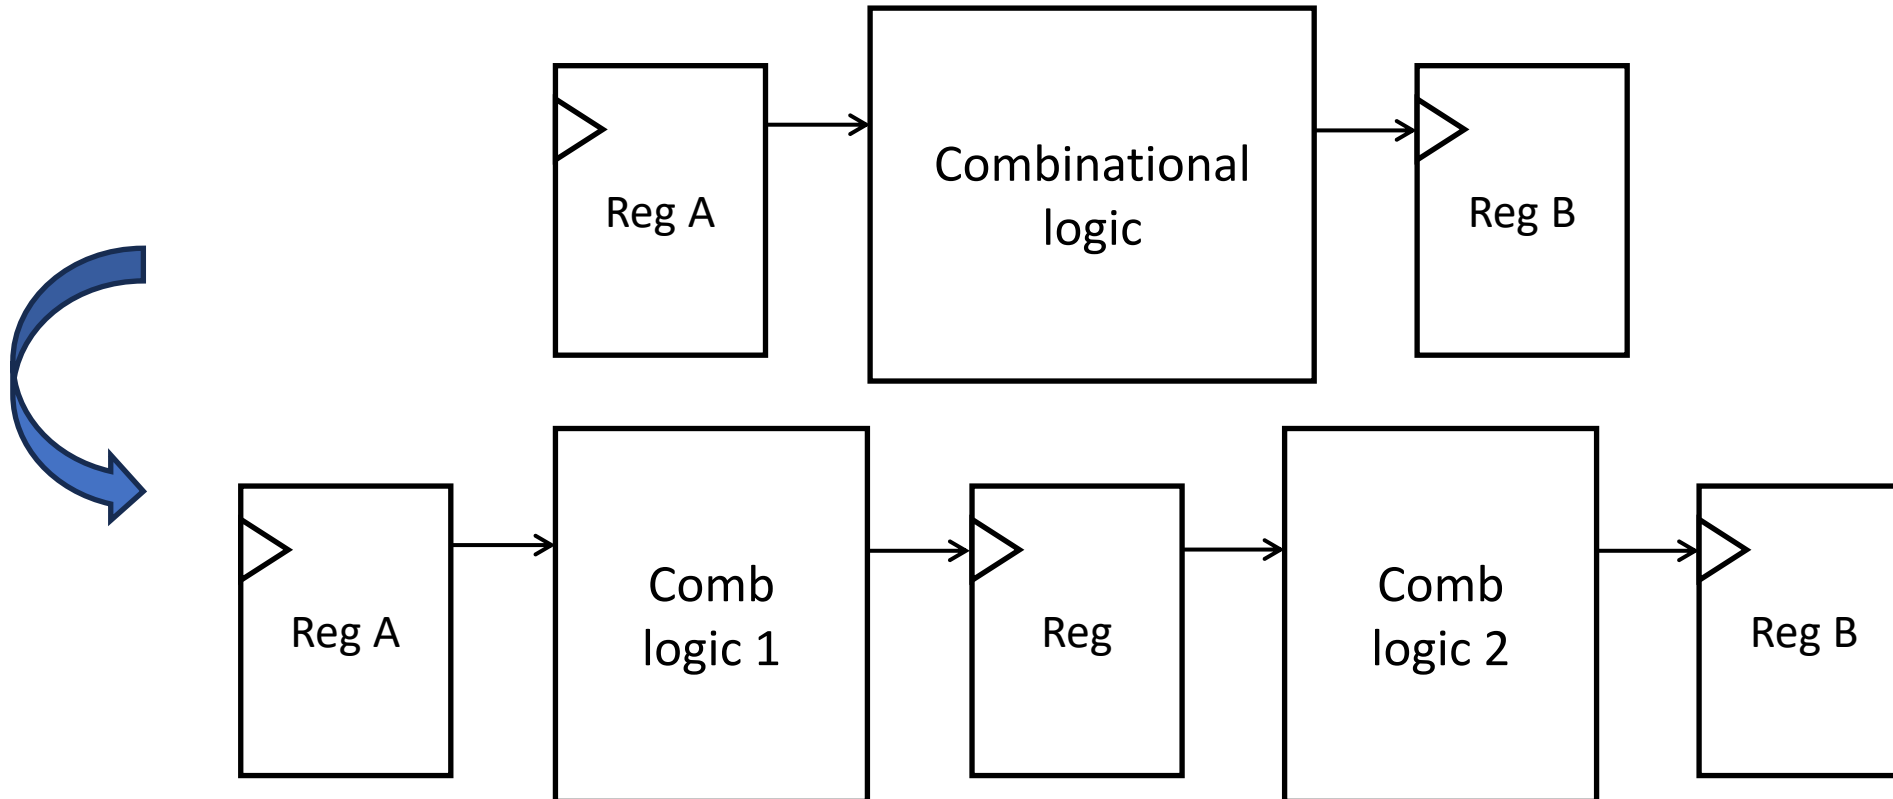 Reg A
Combinational
logic
Reg B
Reg A
Comb
logic 1
Reg
Comb
logic 2
Reg B